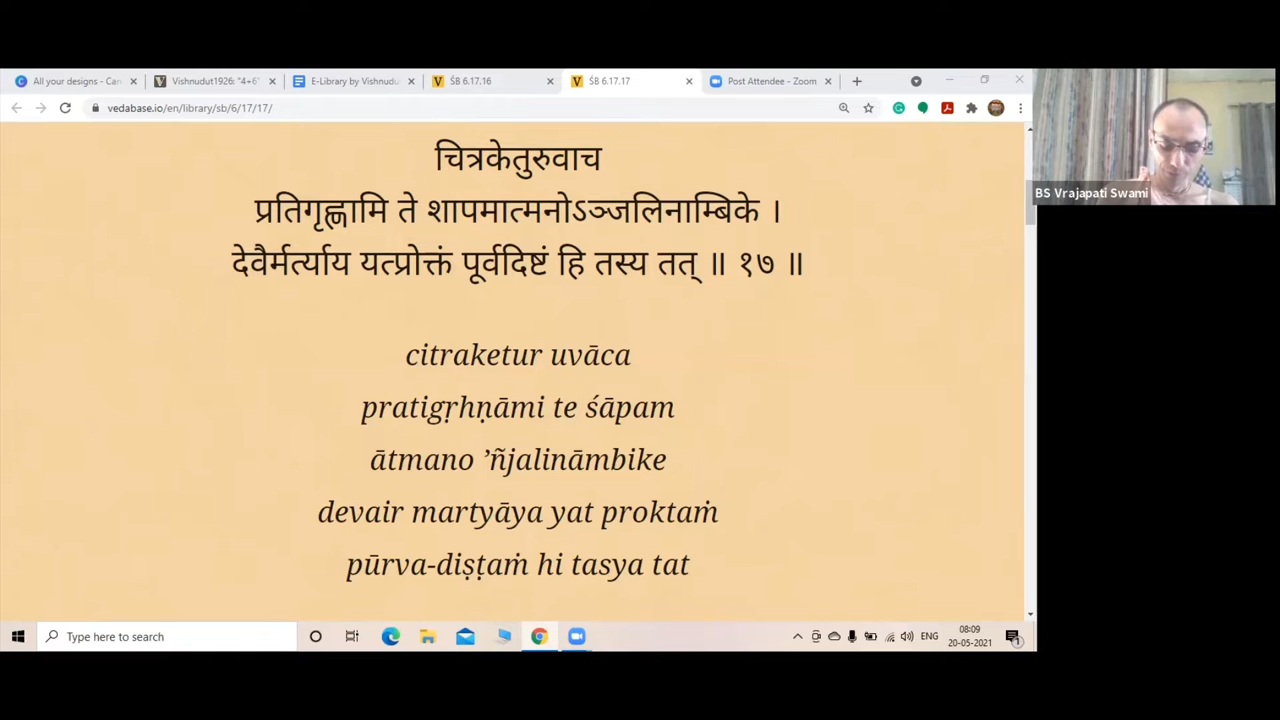 All your designs - Can
Vishnudut1926: "4+6"
E-Library by Vishnudu
ŚB 6.17.16
ŚB 6.17.17
Post Attendee - Zoom
vedabase.io/en/library/sb/6/17/17/
BS Vrajapati Swami
चित्रकेतुरुवाच
प्रतिगृह्णामि ते शापमात्मनोऽञ्जलिनाम्बिके ।
देवैर्मर्त्याय यत्प्रोक्तं पूर्वदिष्टं हि तस्य तत् ॥ १७ ॥
citraketur uvāca
pratigṛhṇāmi te śāpam
ātmano ’ñjalināmbike
devair martyāya yat proktaṁ
pūrva-diṣṭaṁ hi tasya tat
Type here to search
ENG
08:09
20-05-2021